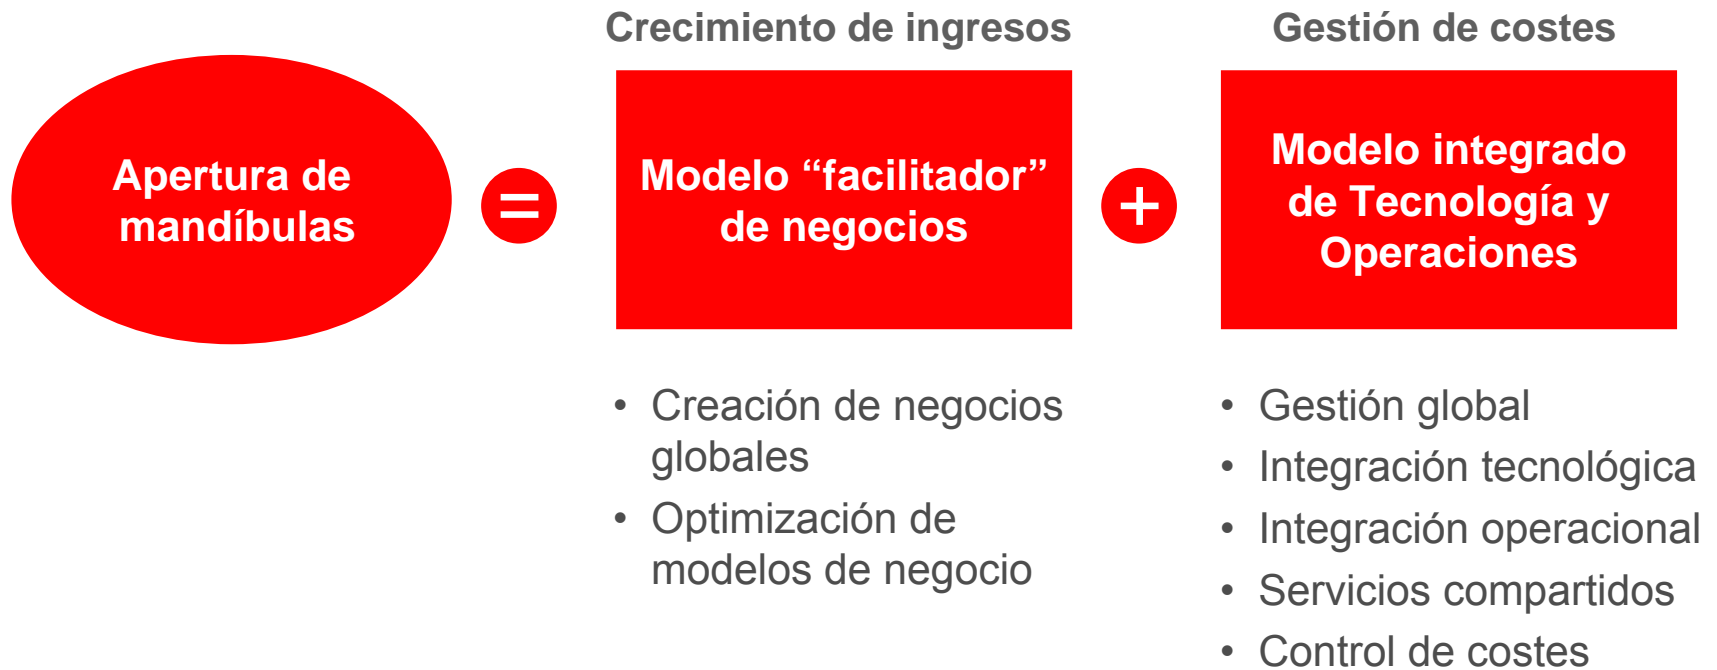 Crecimiento de ingresos
Gestión de costes
Apertura de
mandíbulas
=
Modelo “facilitador”
de negocios
+
Modelo integrado
de Tecnología y
Operaciones
• Creación de negocios
globales
• Optimización de
modelos de negocio
• Gestión global
• Integración tecnológica
• Integración operacional
• Servicios compartidos
• Control de costes